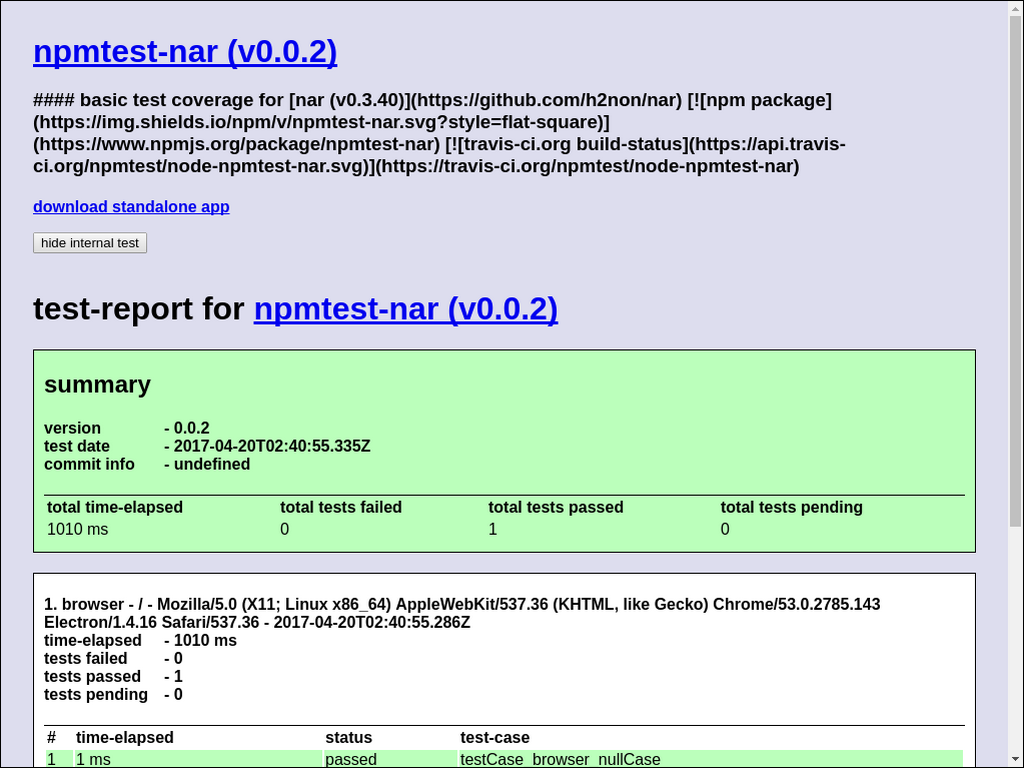 npmtest-nar (v0.0.2)
#### basic test coverage for [nar (v0.3.40)](https://github.com/h2non/nar) [![npm package]
(https://img.shields.io/npm/v/npmtest-nar.svg?style=flat-square)]
(https://www.npmjs.org/package/npmtest-nar) [![travis-ci.org build-status](https://api.travis-
ci.org/npmtest/node-npmtest-nar.svg)](https://travis-ci.org/npmtest/node-npmtest-nar)
download standalone app
hide internal test
test-report for npmtest-nar (v0.0.2)
summary
version - 0.0.2
test date - 2017-04-20T02:40:55.335Z
commit info - undefined
total time-elapsed total tests failed total tests passed total tests pending
1010 ms 0 1 0
1. browser - / - Mozilla/5.0 (X11; Linux x86_64) AppleWebKit/537.36 (KHTML, like Gecko) Chrome/53.0.2785.143
Electron/1.4.16 Safari/537.36 - 2017-04-20T02:40:55.286Z
time-elapsed - 1010 ms
tests failed - 0
tests passed - 1
tests pending - 0
# time-elapsed status test-case
1 1 ms passed testCase_browser_nullCase